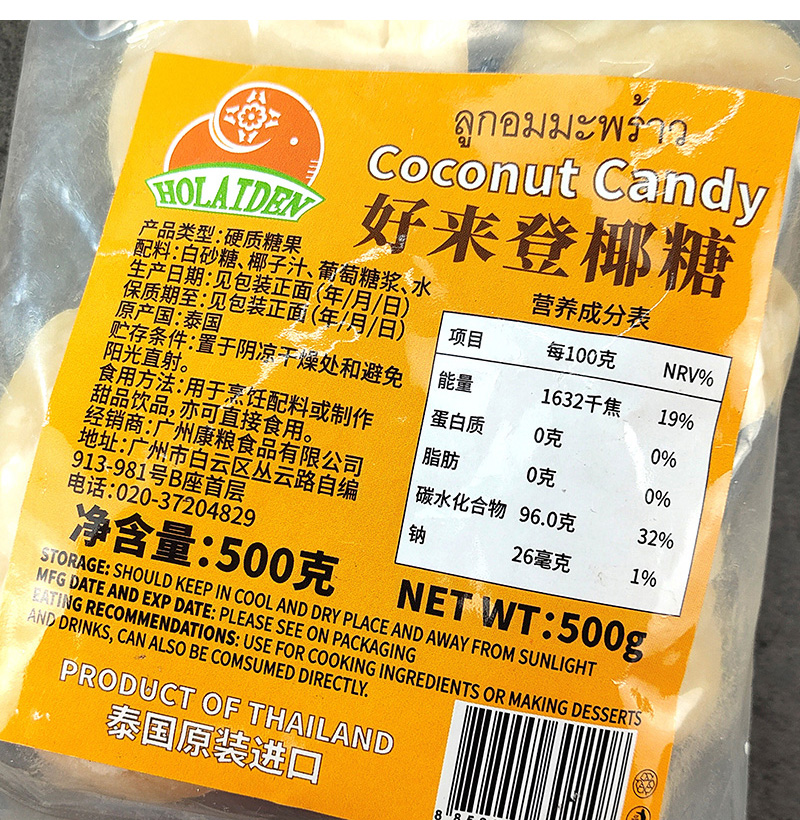 HOLAIDEN
ลูกอมมะพร้าว
Coconut Candy
好来登椰糖
产品类型：硬质糖果
配料：白砂糖、椰子汁、葡萄糖浆、水
生产日期：见包装正面（年/月/日）
保质期至：见包装正面（年/月/日）
原产国：泰国
贮存条件：置于阴凉干燥处和避免
阳光直射。
食用方法：用于烹饪配料或制作
甜品饮品，亦可直接食用。
经销商：广州康粮食品有限公司
地址：广州市白云区丛云路自编
913-981号B座首层
电话：020-37204829
净含量：500克
营养成分表
项目 每100克 NRV%
能量 1632千焦 19%
蛋白质 0克 0%
脂肪 0克 0%
碳水化合物 96.0克 32%
钠 26毫克 1%
NET WT：500g
STORAGE: SHOULD KEEP IN COOL AND DRY PLACE AND AWAY FROM SUNLIGHT
MFG DATE AND EXP DATE: PLEASE SEE ON PACKAGING
EATING RECOMMENDATIONS: USE FOR COOKING INGREDIENTS OR MAKING DESSERTS
AND DRINKS, CAN ALSO BE COMSUMED DIRECTLY.
PRODUCT OF THAILAND
泰国原装进口